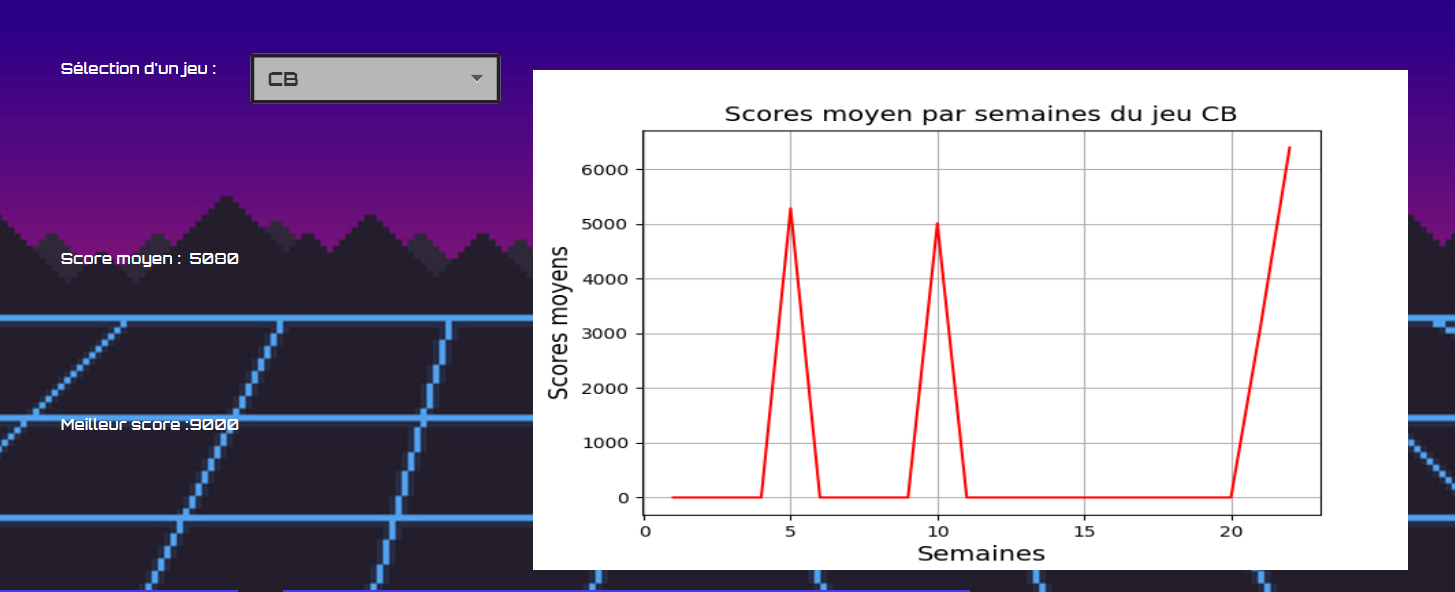 Sélection d'un jeu :
CB
Score moyen : 5080
Meilleur score :9000
Scores moyen par semaines du jeu CB
Scores moyens
6000
5000
4000
3000
2000
1000
0
0 5 10 15 20
Semaines